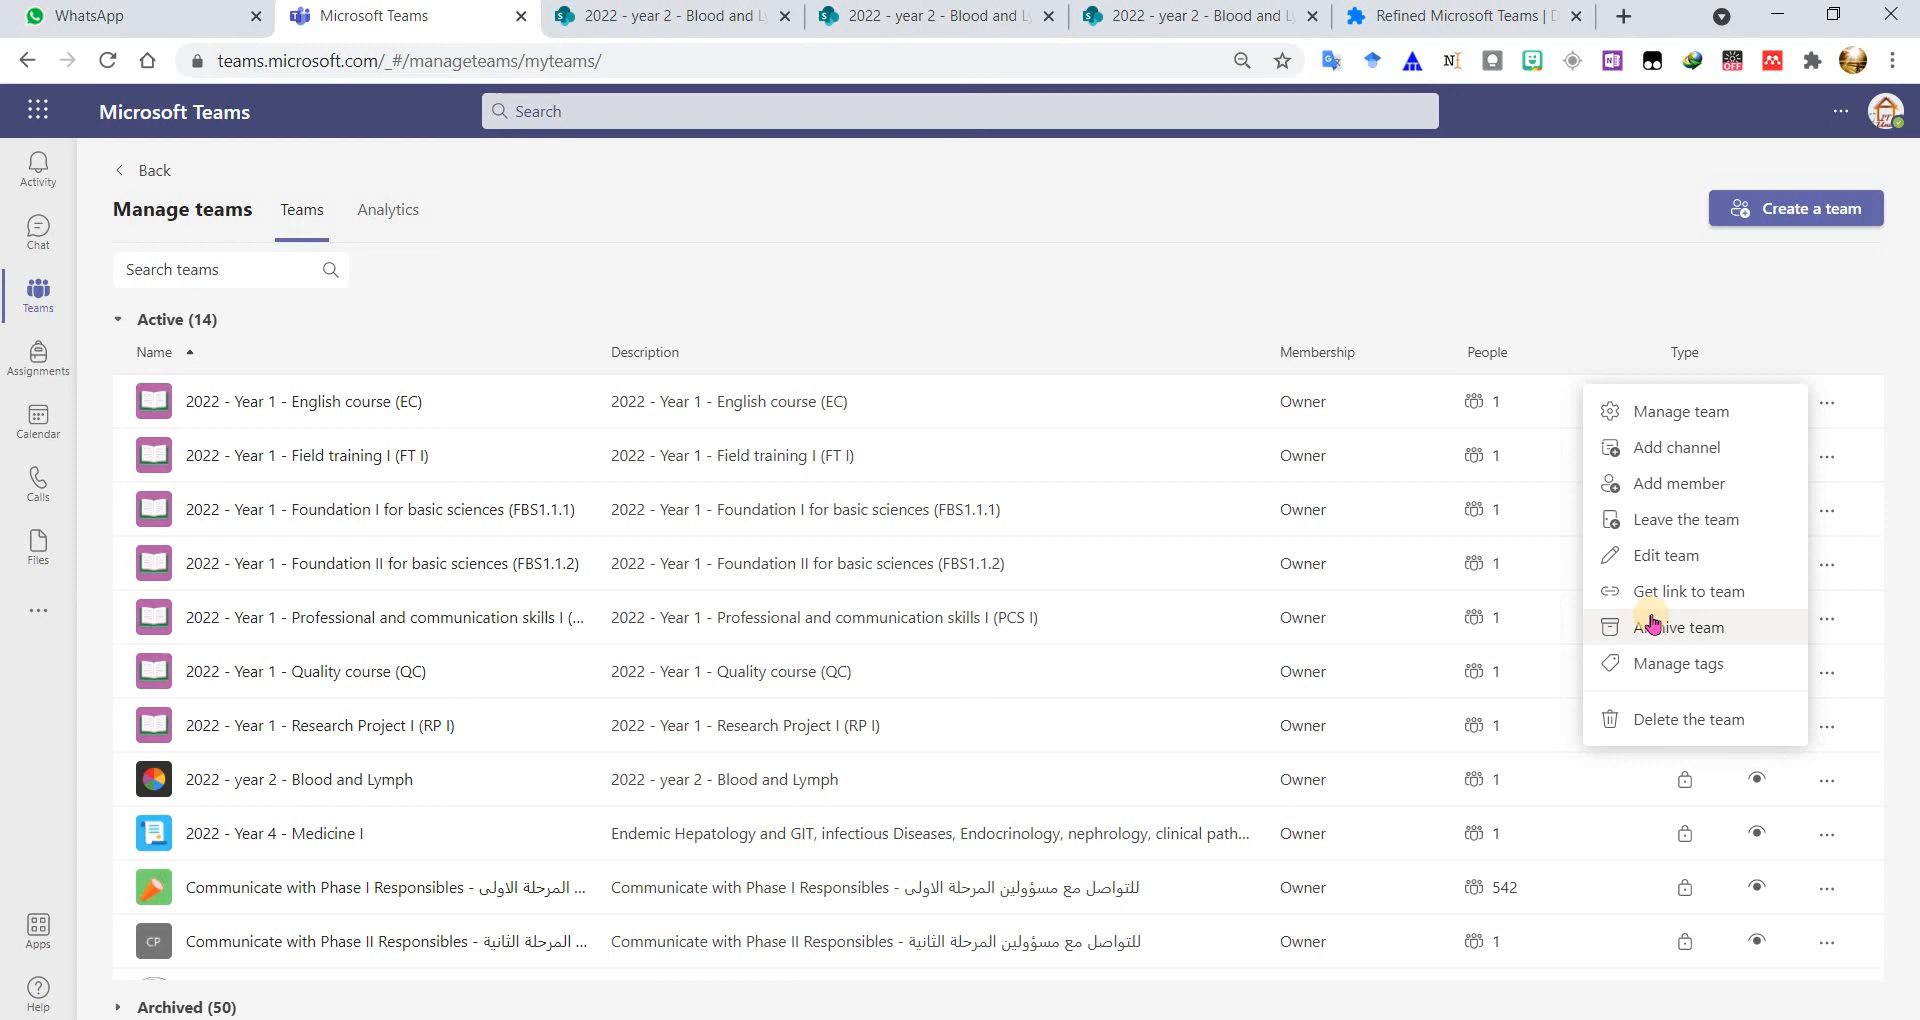 WhatsApp
Microsoft Teams
2022 - year 2 - Blood and L
2022 - year 2 - Blood and L
2022 - year 2 - Blood and L
Refined Microsoft Teams | D
teams.microsoft.com/_#/manageteams/myteams/
Microsoft Teams
Search
Activity
Chat
Teams
Assignments
Calendar
Calls
Files
Apps
Help
Back
Manage teams Teams Analytics
Create a team
Search teams
Active (14)
Name Description Membership People Type
2022 - Year 1 - English course (EC) 2022 - Year 1 - English course (EC) Owner 1
2022 - Year 1 - Field training I (FT I) 2022 - Year 1 - Field training I (FT I) Owner 1
2022 - Year 1 - Foundation I for basic sciences (FBS1.1.1) 2022 - Year 1 - Foundation I for basic sciences (FBS1.1.1) Owner 1
2022 - Year 1 - Foundation II for basic sciences (FBS1.1.2) 2022 - Year 1 - Foundation II for basic sciences (FBS1.1.2) Owner 1
2022 - Year 1 - Professional and communication skills I (... 2022 - Year 1 - Professional and communication skills I (PCS I) Owner 1
2022 - Year 1 - Quality course (QC) 2022 - Year 1 - Quality course (QC) Owner 1
2022 - Year 1 - Research Project I (RP I) 2022 - Year 1 - Research Project I (RP I) Owner 1
2022 - year 2 - Blood and Lymph 2022 - year 2 - Blood and Lymph Owner 1
2022 - Year 4 - Medicine I Endemic Hepatology and GIT, infectious Diseases, Endocrinology, nephrology, clinical path... Owner 1
Communicate with Phase I Responsibles - المرحلة الاولى ... Communicate with Phase I Responsibles - للتواصل مع مسؤولين المرحلة الاولى Owner 542
CP Communicate with Phase II Responsibles - المرحلة الثانية ... Communicate with Phase II Responsibles - للتواصل مع مسؤولين المرحلة الثانية Owner 1
Archived (50)
Manage team
Add channel
Add member
Leave the team
Edit team
Get link to team
Archive team
Manage tags
Delete the team